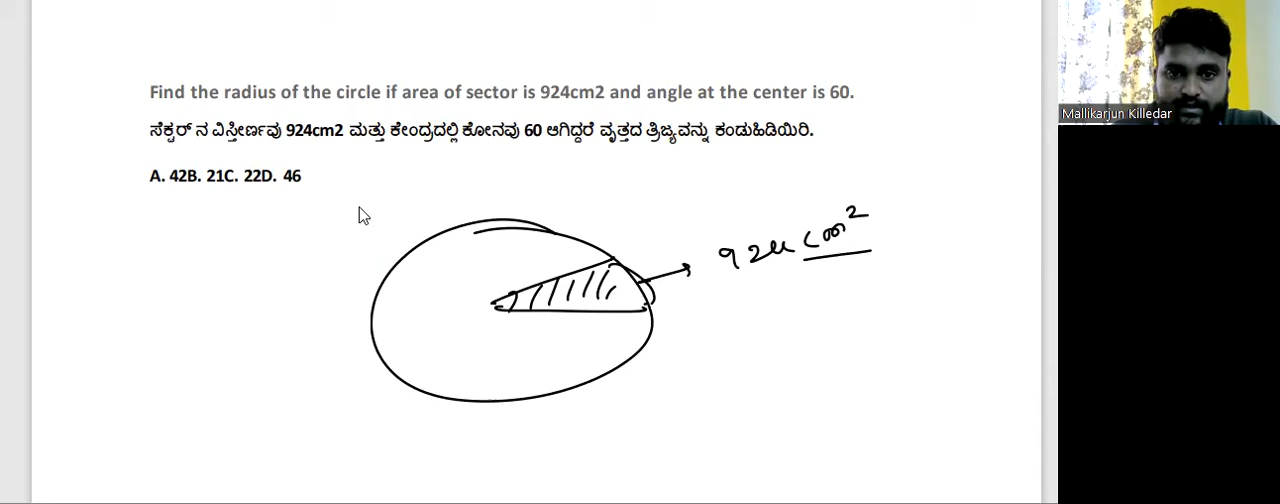 Find the radius of the circle if area of sector is 924cm2 and angle at the center is 60.
ಸೆಕ್ಟರ್ ನ ವಿಸ್ತೀರ್ಣವು 924cm2 ಮತ್ತು ಕೇಂದ್ರದಲ್ಲಿ ಕೋನವು 60 ಆಗಿದ್ದರೆ ವೃತ್ತದ ತ್ರಿಜ್ಯವನ್ನು ಕಂಡುಹಿಡಿಯಿರಿ.
A. 42B. 21C. 22D. 46
924 cm²
Mallikarjun Killedar